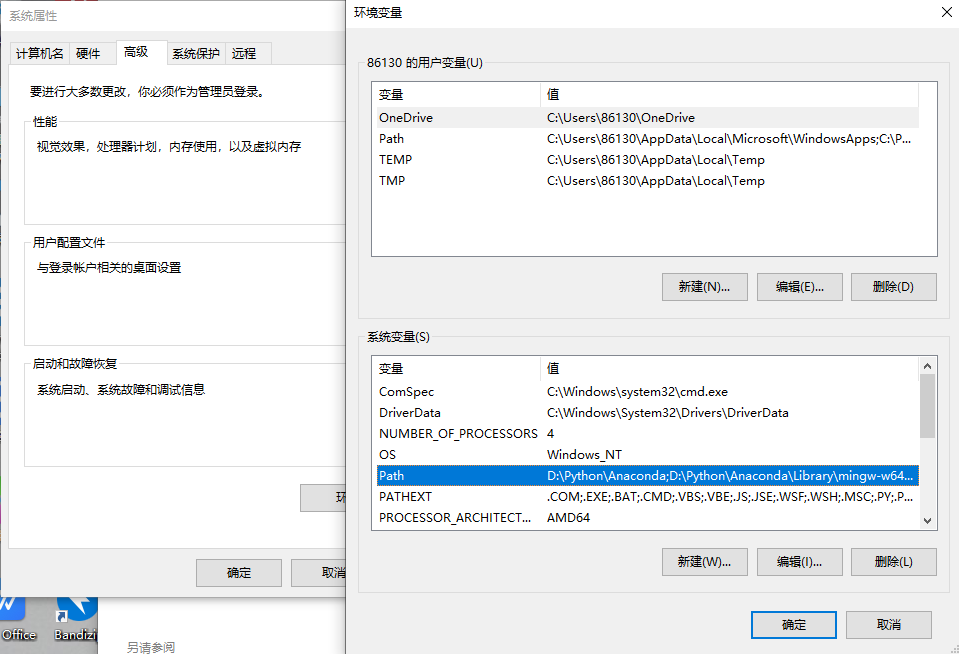 系统属性
计算机名 硬件 高级 系统保护 远程
要进行大多数更改，你必须作为管理员登录。
性能
视觉效果，处理器计划，内存使用，以及虚拟内存
用户配置文件
与登录帐户相关的桌面设置
启动和故障恢复
系统启动、系统故障和调试信息
环
确定 取消
Office Bandizi
另请参阅
环境变量
86130 的用户变量(U)
变量 值
OneDrive C:\Users\86130\OneDrive
Path C:\Users\86130\AppData\Local\Microsoft\WindowsApps;C:\P...
TEMP C:\Users\86130\AppData\Local\Temp
TMP C:\Users\86130\AppData\Local\Temp
新建(N)... 编辑(E)... 删除(D)
系统变量(S)
变量 值
ComSpec C:\Windows\system32\cmd.exe
DriverData C:\Windows\System32\Drivers\DriverData
NUMBER_OF_PROCESSORS 4
OS Windows_NT
Path D:\Python\Anaconda;D:\Python\Anaconda\Library\mingw-w64...
PATHEXT .COM;.EXE;.BAT;.CMD;.VBS;.VBE;.JS;.JSE;.WSF;.WSH;.MSC;.PY;.P...
PROCESSOR_ARCHITECT... AMD64
新建(W)... 编辑(I)... 删除(L)
确定 取消